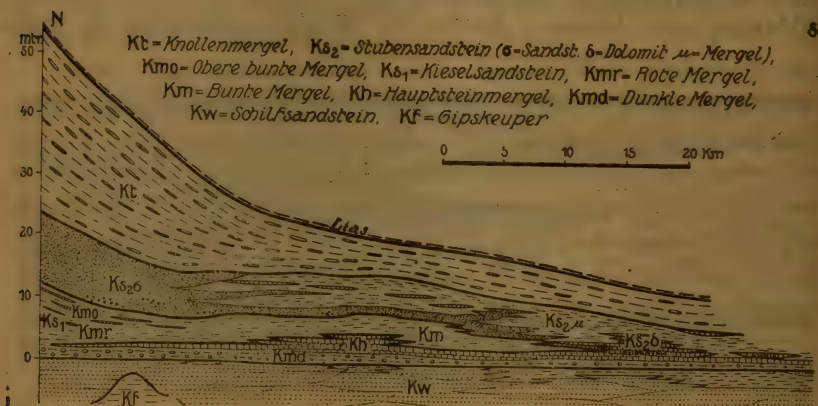 N
S
mtr.
Kt = Knollenmergel, Ks2 = Stubensandstein (σ = Sandst. δ = Dolomit μ = Mergel),
Kmo = Obere bunte Mergel, Ks1 = Kieselsandstein, Kmr = Rote Mergel,
Km = Bunte Mergel, Kh = Hauptsteinmergel, Kmd = Dunkle Mergel,
Kw = Schilfsandstein, Kf = Gipskeuper
50
40
30
20
10
0
0 5 10 15 20 Km
Kt
Lias
Ks2σ
Kmo
Ks1
Kmr
Kh
Km
Ks2μ
Ks2δ
Kmd
Kw
Kf